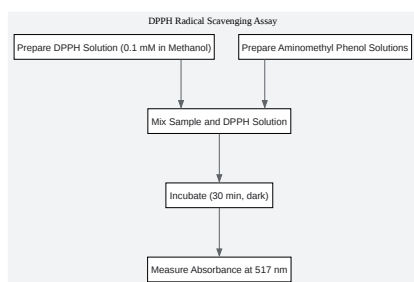 DPPH Radical Scavenging Assay
Prepare DPPH Solution (0.1 mM in Methanol)
Prepare Aminomethyl Phenol Solutions
Mix Sample and DPPH Solution
Incubate (30 min, dark)
Measure Absorbance at 517 nm